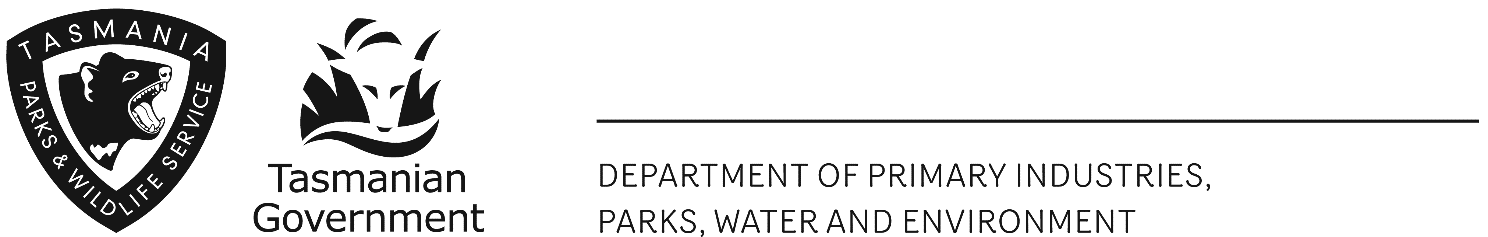 TASMANIA
PARKS & WILDLIFE SERVICE
Tasmanian
Government
DEPARTMENT OF PRIMARY INDUSTRIES,
PARKS, WATER AND ENVIRONMENT